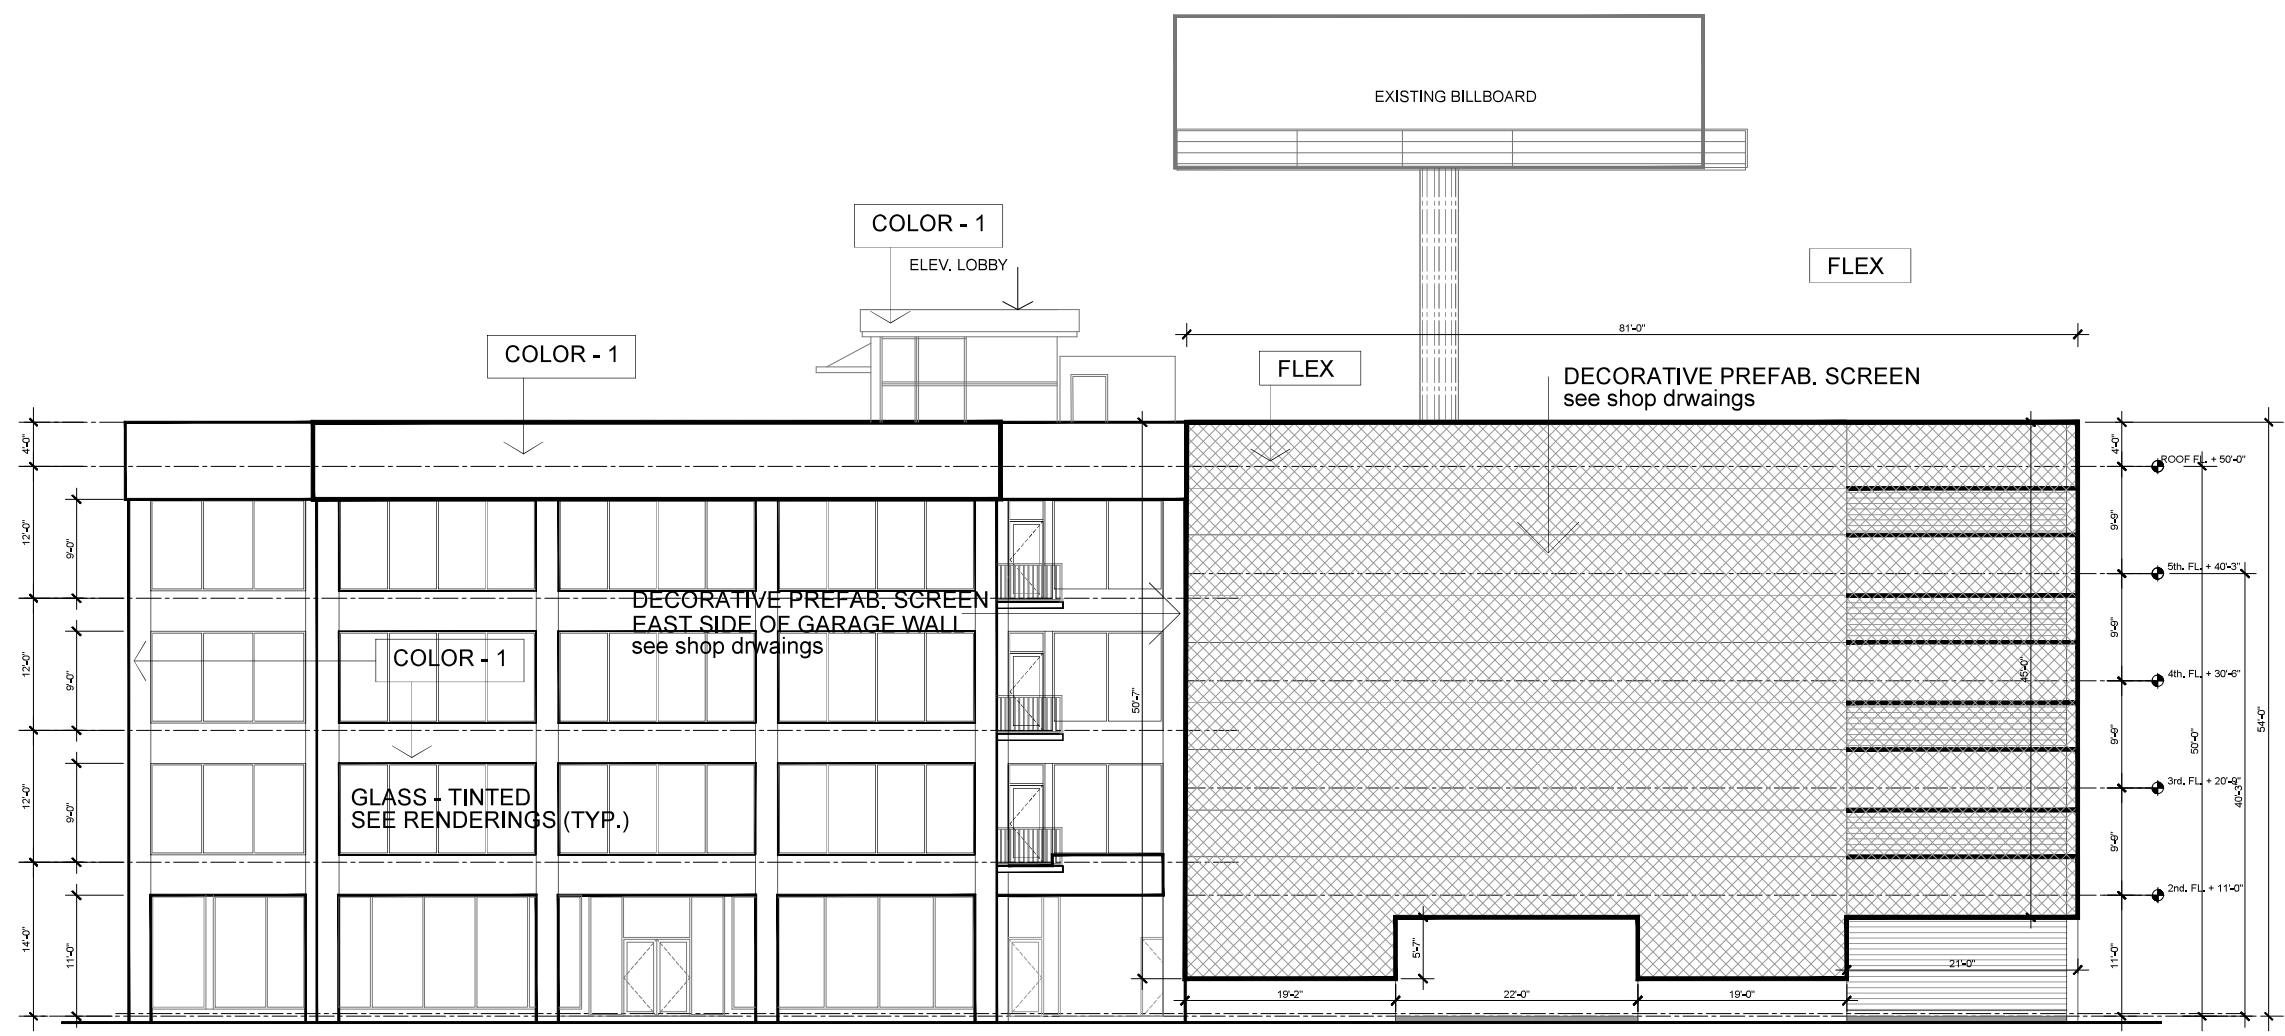 EXISTING BILLBOARD
COLOR - 1
ELEV. LOBBY
FLEX
81'-0"
COLOR - 1
FLEX
DECORATIVE PREFAB. SCREEN
see shop drwaings
4'-0"
12'-0"
9'-0"
12'-0"
9'-0"
12'-0"
9'-0"
14'-0"
11'-0"
DECORATIVE PREFAB. SCREEN
EAST SIDE OF GARAGE WALL
see shop drwaings
COLOR - 1
GLASS - TINTED
SEE RENDERINGS (TYP.)
50'-7"
45'-0"
5'-7"
19'-2"
22'-0"
19'-0"
21'-0"
4'-0"
9'-9"
9'-9"
9'-9"
9'-9"
11'-0"
ROOF FL. + 50'-0"
5th. FL. + 40'-3"
4th. FL. + 30'-6"
3rd. FL. + 20'-9"
2nd. FL. + 11'-0"
50'-0"
40'-3"
54'-0"